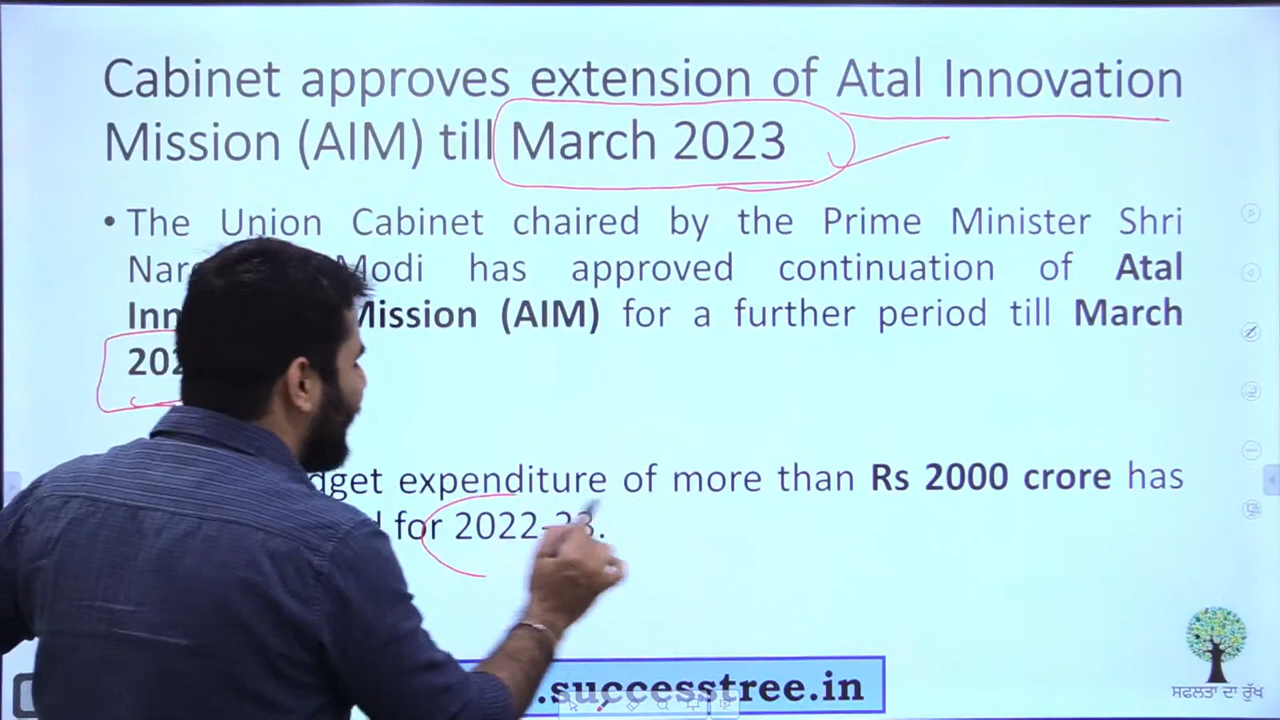 Cabinet approves extension of Atal Innovation
Mission (AIM) till March 2023
• The Union Cabinet chaired by the Prime Minister Shri
Modi has approved continuation of Atal
Mission (AIM) for a further period till March
expenditure of more than Rs 2000 crore has
for 2022-23.
.successtree.in
ਸਫਲਤਾ ਦਾ ਰੁੱਖ